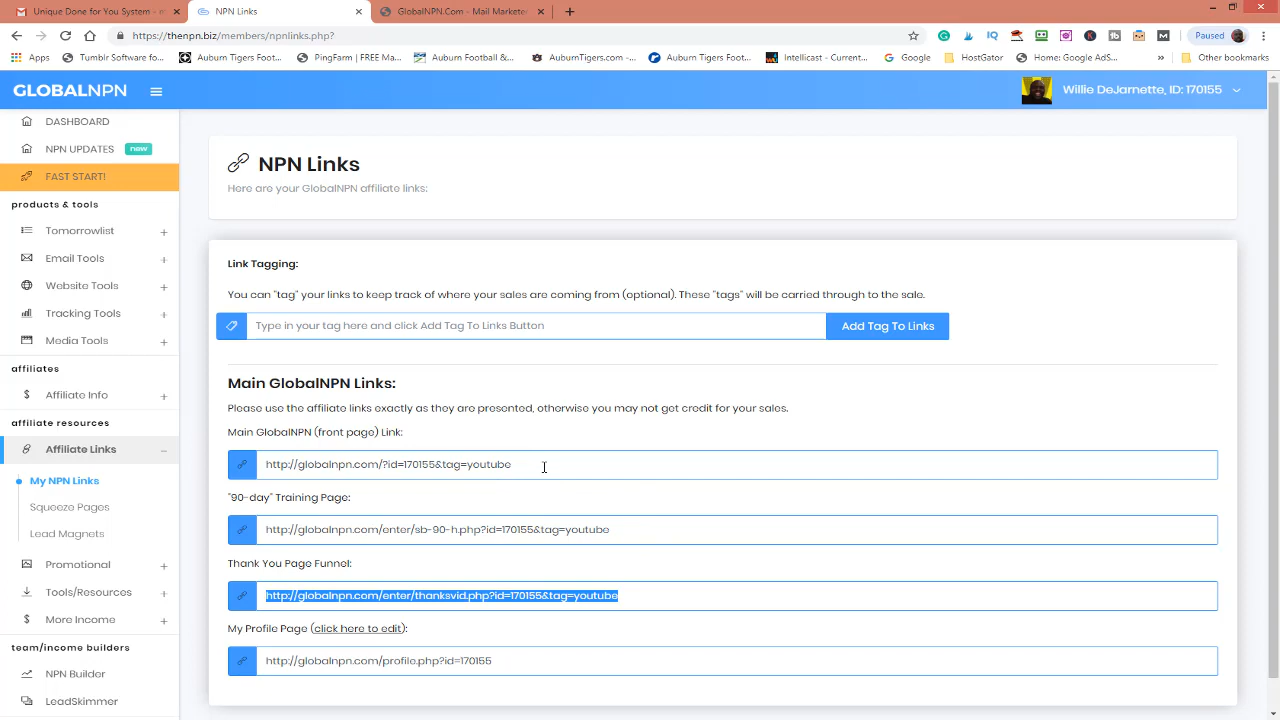 Unique Done for You System - m
NPN Links
GlobalNPN.Com - Mail Markete
https://thenpn.biz/members/npnlinks.php?
Paused
Apps
Tumblr Software fo...
Auburn Tigers Foot...
PingFarm | FREE Ma...
Auburn Football &...
AuburnTigers.com -...
Auburn Tigers Foot...
Intellicast - Current...
Google
HostGator
Home: Google AdS...
»
Other bookmarks
GLOBALNPN
Willie DeJarnette, ID: 170155
DASHBOARD
NPN UPDATES new
FAST START!
products & tools
Tomorrowlist +
Email Tools +
Website Tools +
Tracking Tools +
Media Tools +
affiliates
Affiliate Info +
affiliate resources
Affiliate Links –
My NPN Links
Squeeze Pages
Lead Magnets
Promotional +
Tools/Resources +
More Income +
team/income builders
NPN Builder
LeadSkimmer
NPN Links
Here are your GlobalNPN affiliate links:
Link Tagging:
You can "tag" your links to keep track of where your sales are coming from (optional). These "tags" will be carried through to the sale.
Type in your tag here and click Add Tag To Links Button
Add Tag To Links
Main GlobalNPN Links:
Please use the affiliate links exactly as they are presented, otherwise you may not get credit for your sales.
Main GlobalNPN (front page) Link:
http://globalnpn.com/?id=170155&tag=youtube
"90-day" Training Page:
http://globalnpn.com/enter/sb-90-h.php?id=170155&tag=youtube
Thank You Page Funnel:
http://globalnpn.com/enter/thanksvid.php?id=170155&tag=youtube
My Profile Page (click here to edit):
http://globalnpn.com/profile.php?id=170155